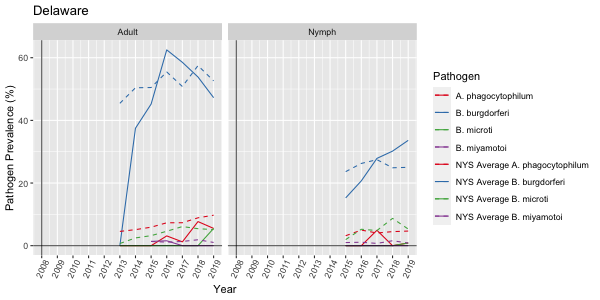 Delaware
Adult
Nymph
60
40
20
0
Pathogen Prevalence (%)
2008 2009 2010 2011 2012 2013 2014 2015 2016 2017 2018 2019
2008 2009 2010 2011 2012 2013 2014 2015 2016 2017 2018 2019
Year
Pathogen
A. phagocytophilum
B. burgdorferi
B. microti
B. miyamotoi
NYS Average A. phagocytophilum
NYS Average B. burgdorferi
NYS Average B. microti
NYS Average B. miyamotoi